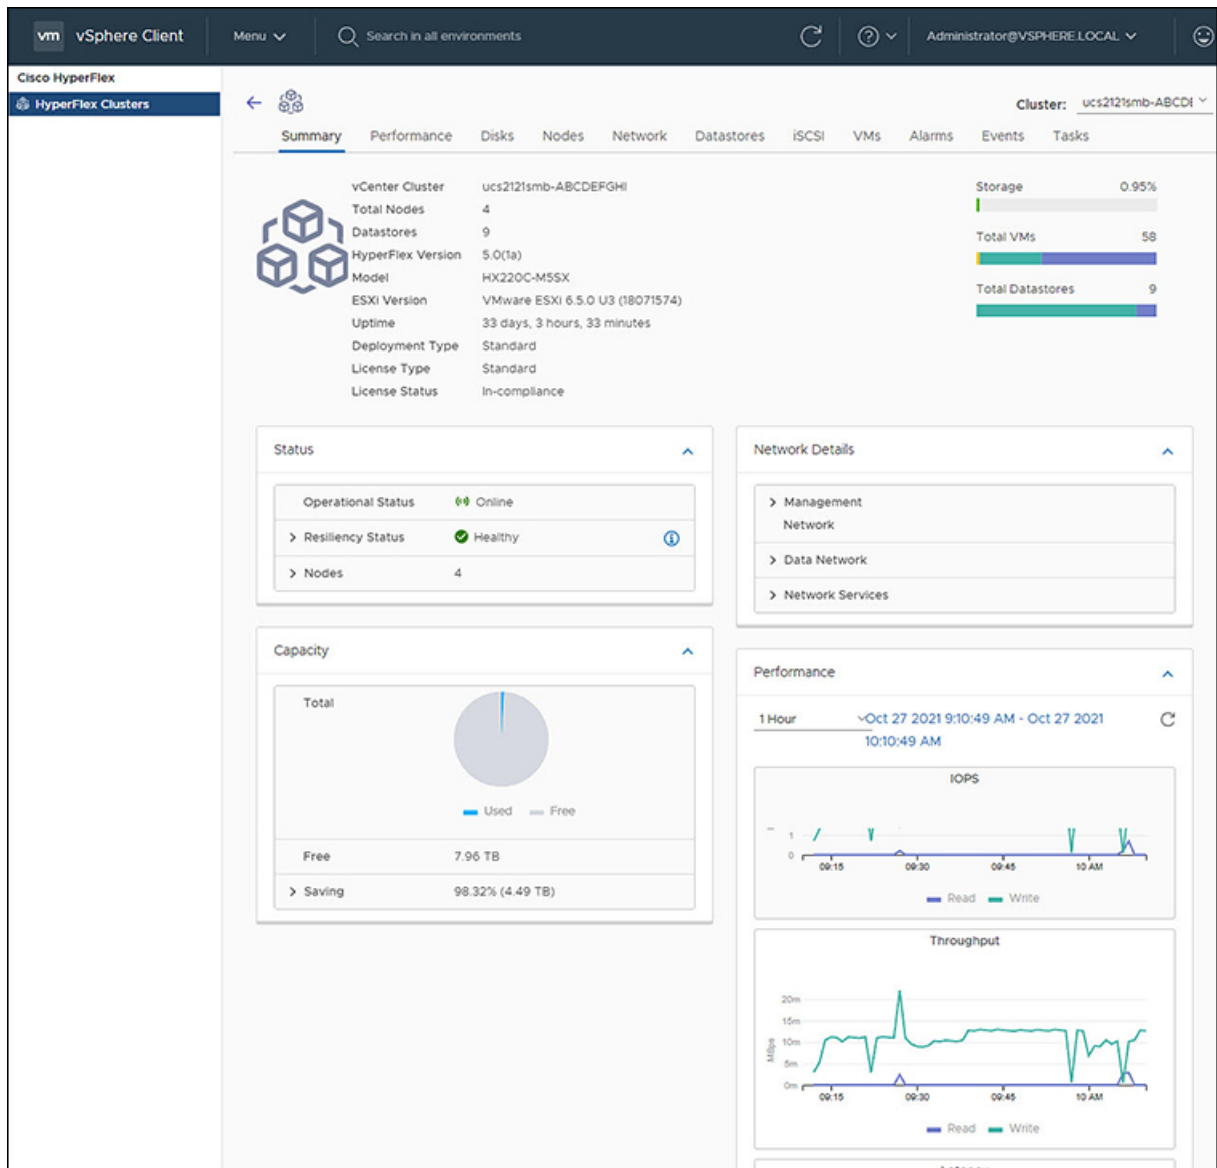 vm vSphere Client Menu Search in all environments Administrator@VSPHERE.LOCAL
Cisco HyperFlex
HyperFlex Clusters
Cluster: ucs2121smb-ABCDE
Summary Performance Disks Nodes Network Datastores iSCSI VMs Alarms Events Tasks
vCenter Cluster ucs2121smb-ABCDEFGHI
Total Nodes 4
Datastores 9
HyperFlex Version 5.0(1a)
Model HX220C-M5SX
ESXi Version VMware ESXi 6.5.0 U3 (18071574)
Uptime 33 days, 3 hours, 33 minutes
Deployment Type Standard
License Type Standard
License Status In-compliance
Storage 0.95%
Total VMs 58
Total Datastores 9
Status
Operational Status Online
Resiliency Status Healthy
Nodes 4
Network Details
Management
Network
Data Network
Network Services
Capacity
Total
Used Free
Free 7.96 TB
Saving 98.32% (4.49 TB)
Performance
1 Hour Oct 27 2021 9:10:49 AM - Oct 27 2021
10:10:49 AM
IOPS
1
0
09:15 09:30 09:45 10 AM
Read Write
Throughput
20m
15m
10m
5m
0m
MBps
09:15 09:30 09:45 10 AM
Read Write